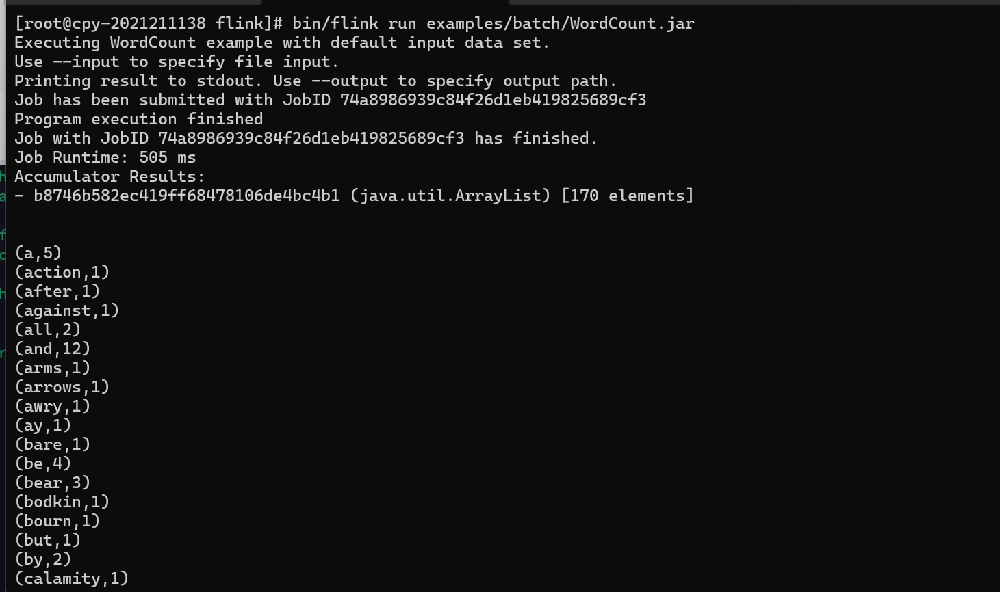 [root@cpy-2021211138 flink]# bin/flink run examples/batch/WordCount.jar
Executing WordCount example with default input data set.
Use --input to specify file input.
Printing result to stdout. Use --output to specify output path.
Job has been submitted with JobID 74a8986939c84f26d1eb419825689cf3
Program execution finished
Job with JobID 74a8986939c84f26d1eb419825689cf3 has finished.
Job Runtime: 505 ms
Accumulator Results:
- b8746b582ec419ff68478106de4bc4b1 (java.util.ArrayList) [170 elements]
(a,5)
(action,1)
(after,1)
(against,1)
(all,2)
(and,12)
(arms,1)
(arrows,1)
(awry,1)
(ay,1)
(bare,1)
(be,4)
(bear,3)
(bodkin,1)
(bourn,1)
(but,1)
(by,2)
(calamity,1)